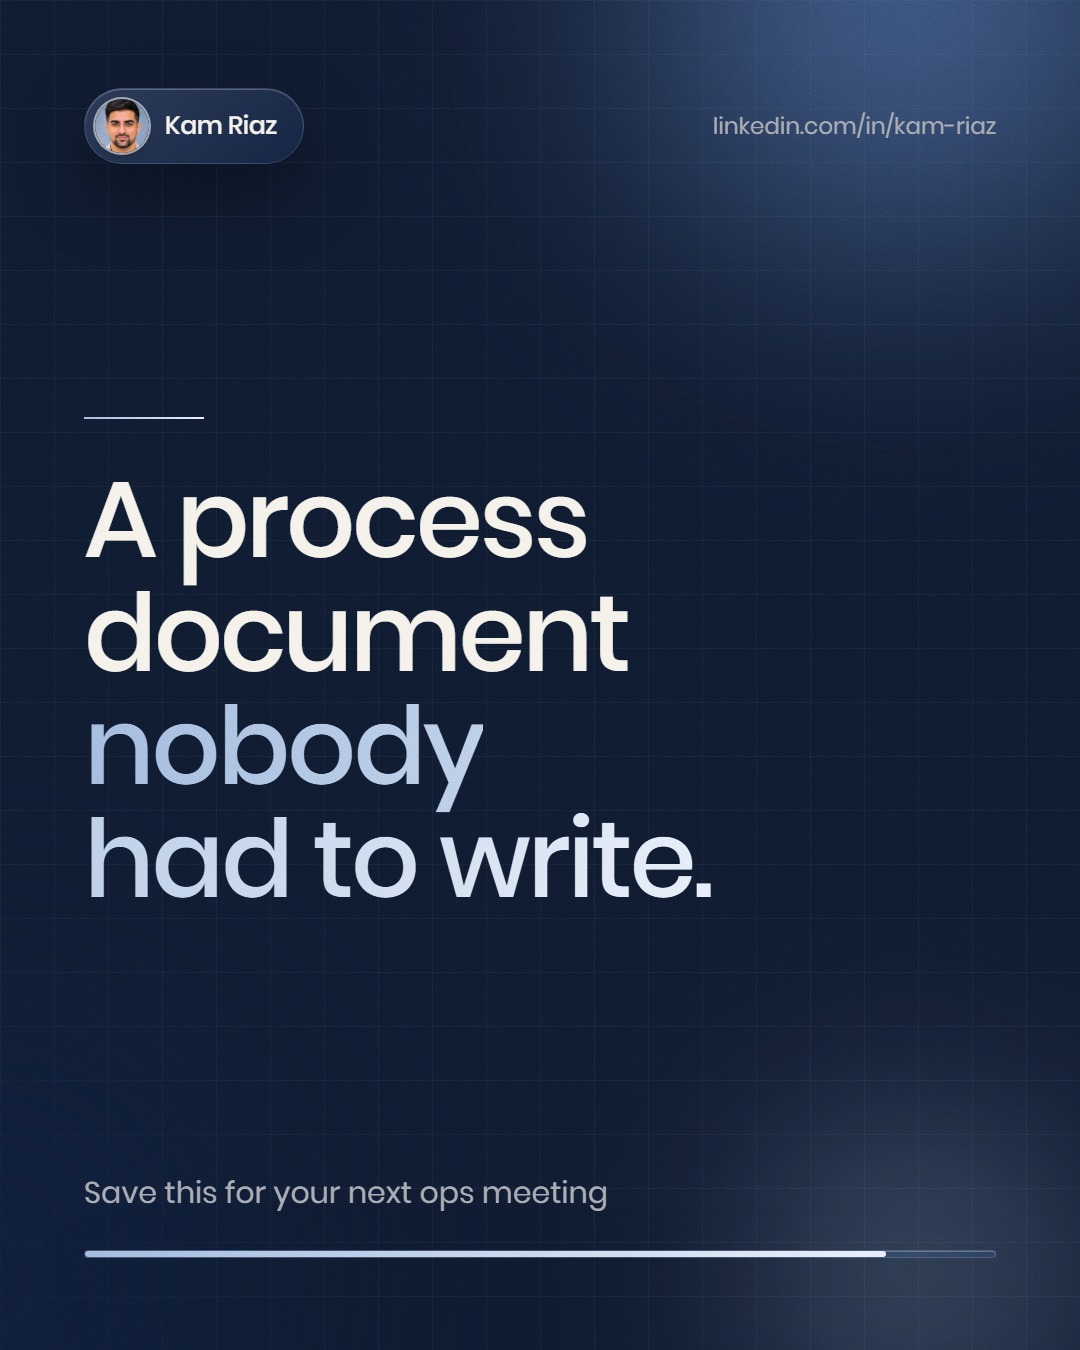 Kam Riaz
linkedin.com/in/kam-riaz
A process
document
nobody
had to write.
Save this for your next ops meeting